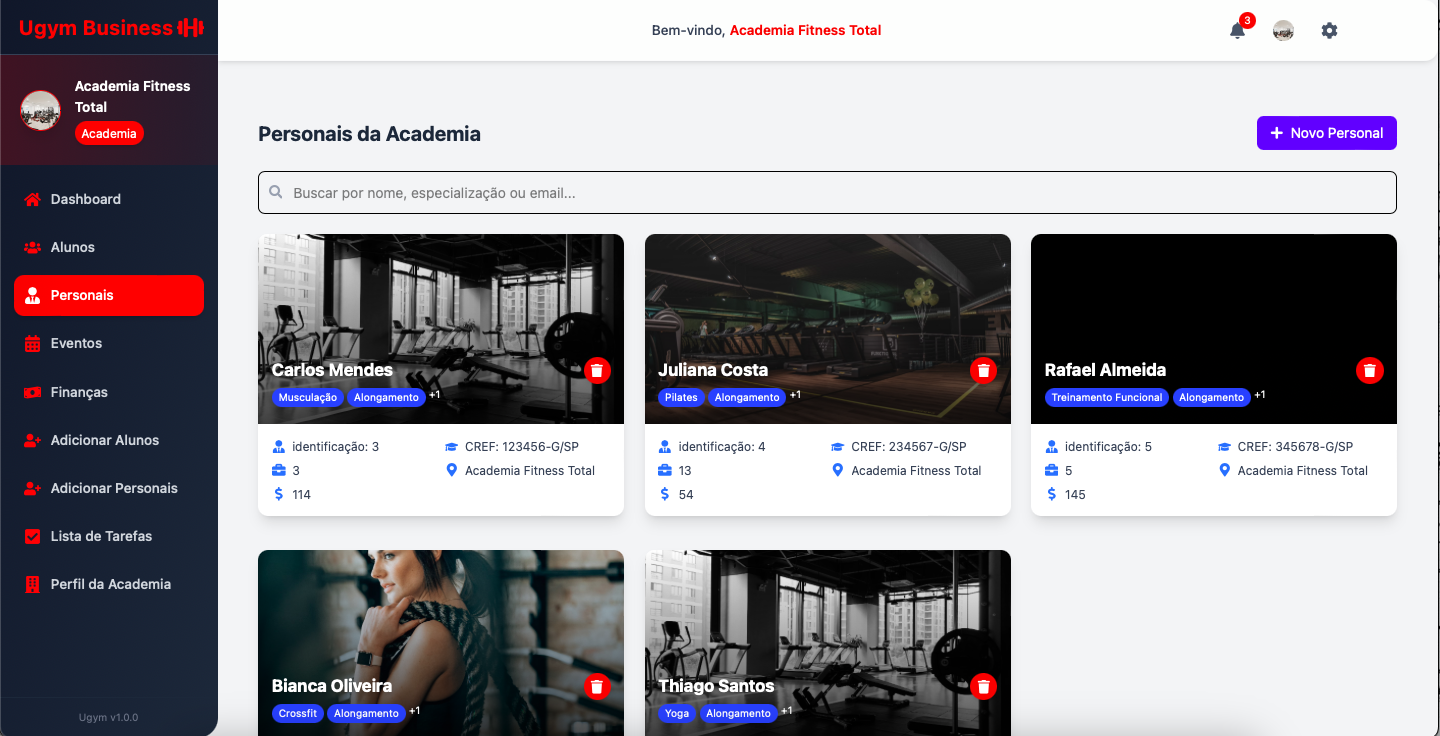 Ugym Business
Bem-vindo, Academia Fitness Total
3
Academia Fitness
Total
Academia
Dashboard
Alunos
Personais
Eventos
Finanças
Adicionar Alunos
Adicionar Personais
Lista de Tarefas
Perfil da Academia
Ugym v1.0.0
Personais da Academia
Novo Personal
Buscar por nome, especialização ou email...
Carlos Mendes
Musculação Alongamento +1
identificação: 3 CREF: 123456-G/SP
3 Academia Fitness Total
114
Juliana Costa
Pilates Alongamento +1
identificação: 4 CREF: 234567-G/SP
13 Academia Fitness Total
54
Rafael Almeida
Treinamento Funcional Alongamento +1
identificação: 5 CREF: 345678-G/SP
5 Academia Fitness Total
145
Bianca Oliveira
Crossfit Alongamento +1
Thiago Santos
Yoga Alongamento +1